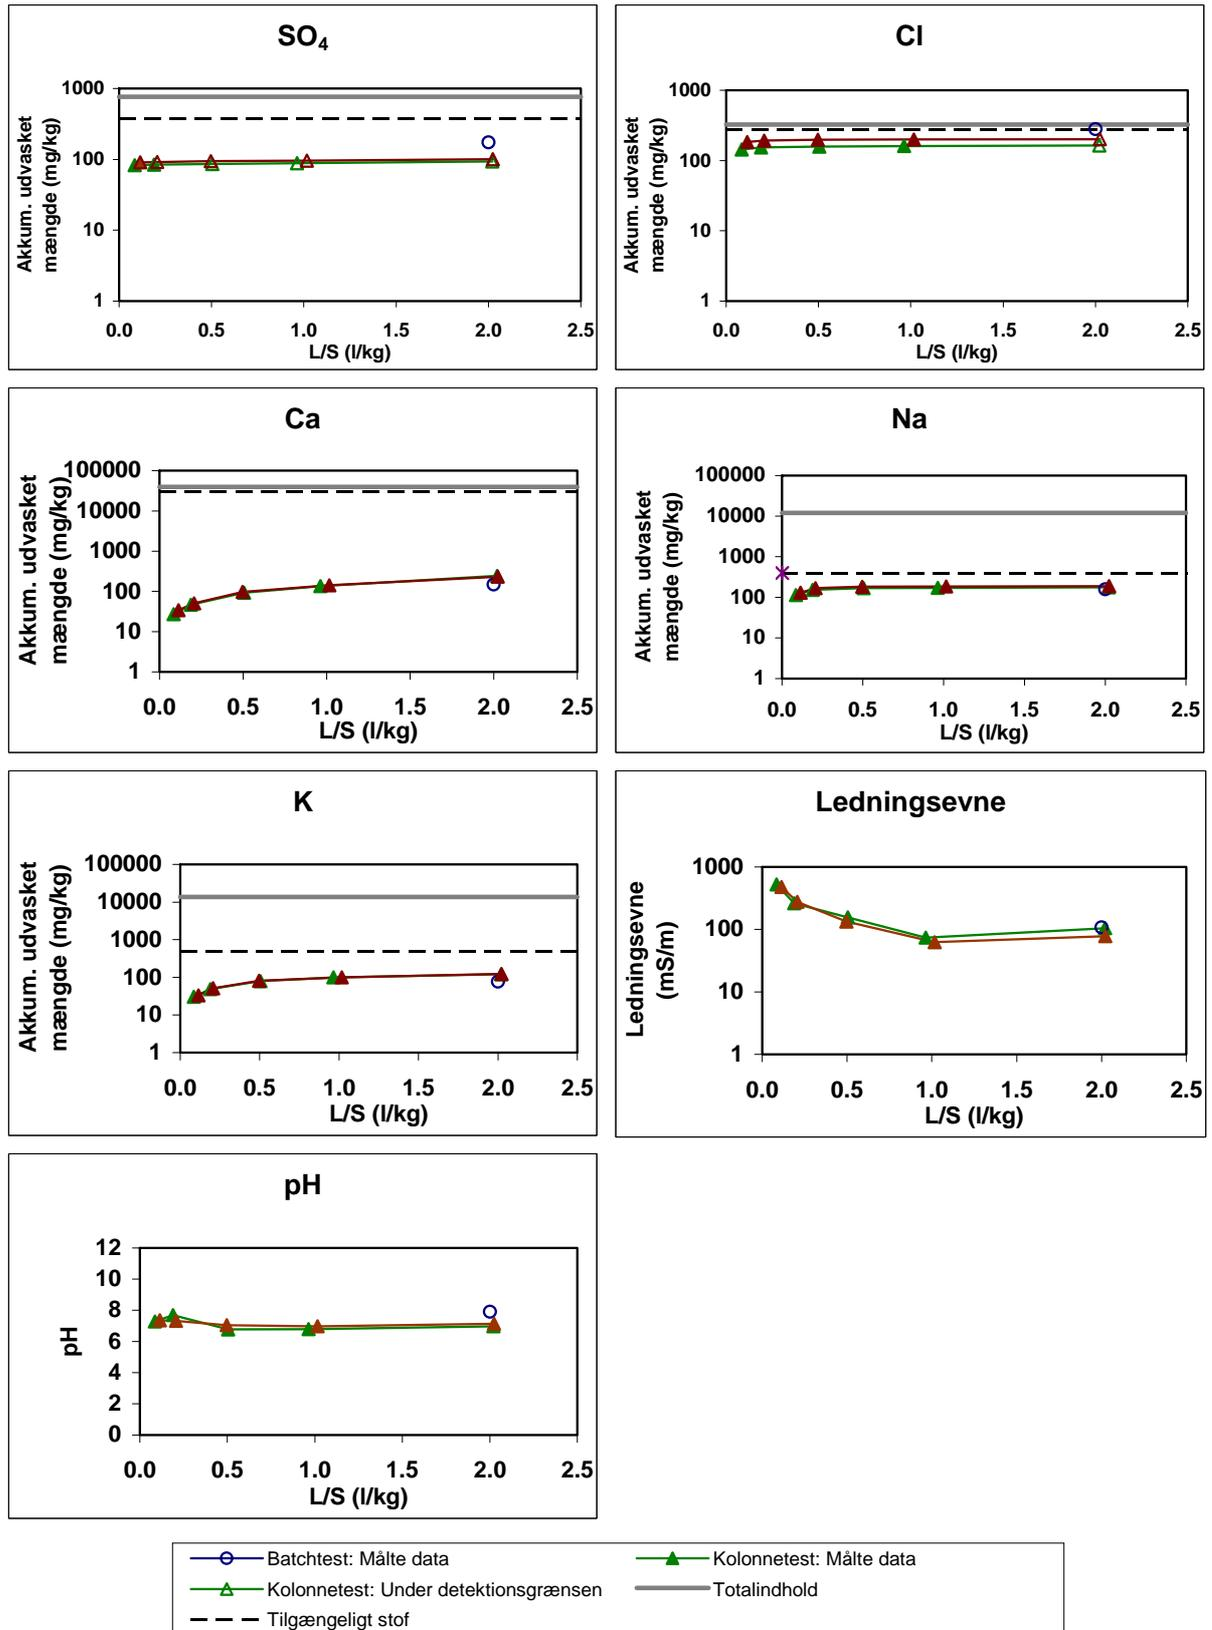 SO4
Akkum. udvasket
mængde (mg/kg)
1000
100
10
1
0.0 0.5 1.0 1.5 2.0 2.5
L/S (l/kg)
Cl
Akkum. udvasket
mængde (mg/kg)
1000
100
10
1
0.0 0.5 1.0 1.5 2.0 2.5
L/S (l/kg)
Ca
Akkum. udvasket
mængde (mg/kg)
100000
10000
1000
100
10
1
0.0 0.5 1.0 1.5 2.0 2.5
L/S (l/kg)
Na
Akkum. udvasket
mængde (mg/kg)
100000
10000
1000
100
10
1
0.0 0.5 1.0 1.5 2.0 2.5
L/S (l/kg)
K
Akkum. udvasket
mængde (mg/kg)
100000
10000
1000
100
10
1
0.0 0.5 1.0 1.5 2.0 2.5
L/S (l/kg)
Ledningsevne
Ledningsevne
(mS/m)
1000
100
10
1
0.0 0.5 1.0 1.5 2.0 2.5
L/S (l/kg)
pH
pH
12
10
8
6
4
2
0
0.0 0.5 1.0 1.5 2.0 2.5
L/S (l/kg)
Batchtest: Målte data
Kolonnetest: Målte data
Kolonnetest: Under detektionsgrænsen
Totalindhold
Tilgængeligt stof